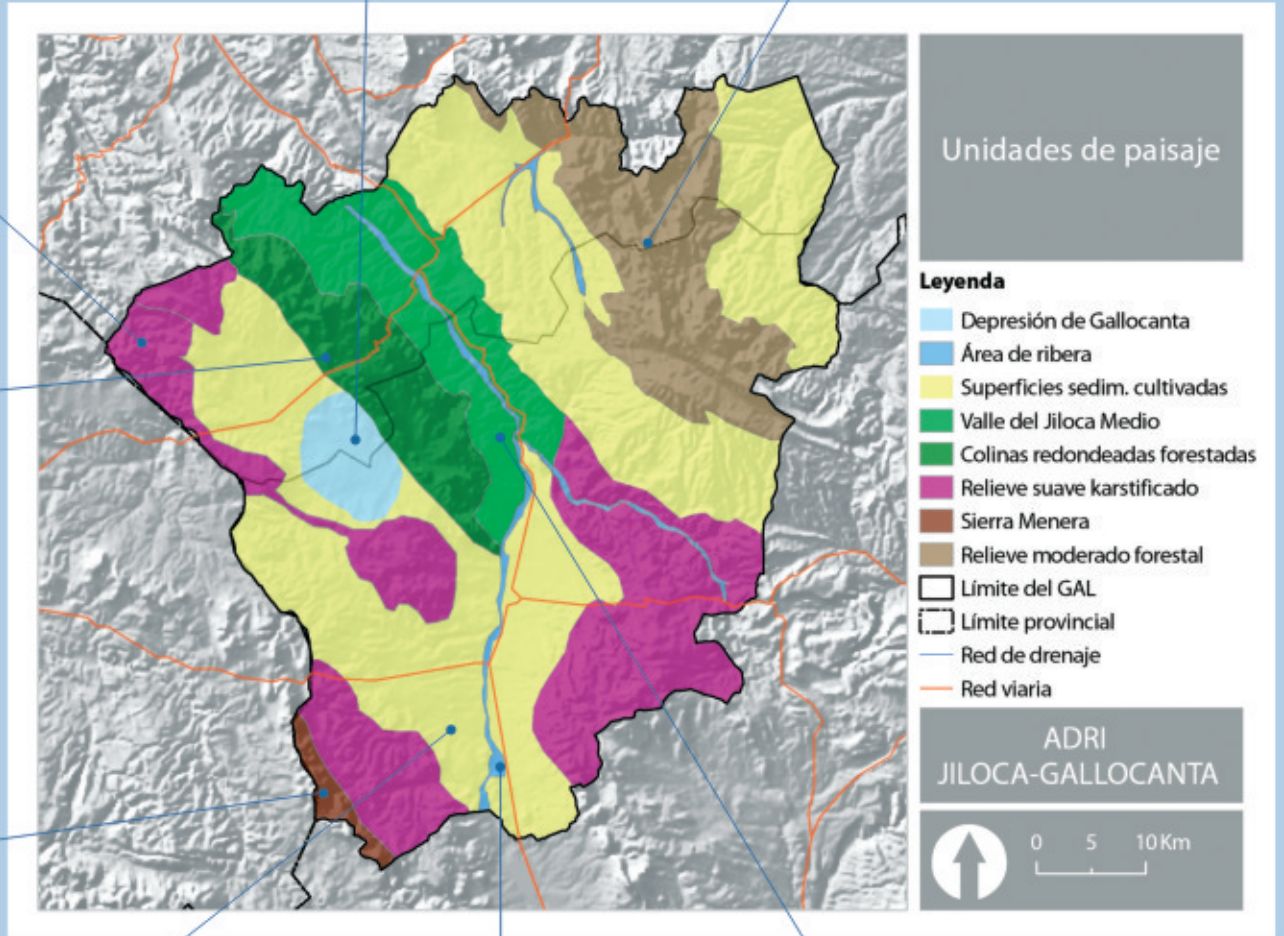 Unidades de paisaje
Leyenda
Depresión de Gallocanta
Área de ribera
Superficies sedim. cultivadas
Valle del Jiloca Medio
Colinas redondeadas forestadas
Relieve suave karstificado
Sierra Menera
Relieve moderado forestal
Límite del GAL
Límite provincial
Red de drenaje
Red viaria
ADRI
JILOCA-GALLOCANTA
0 5 10 Km